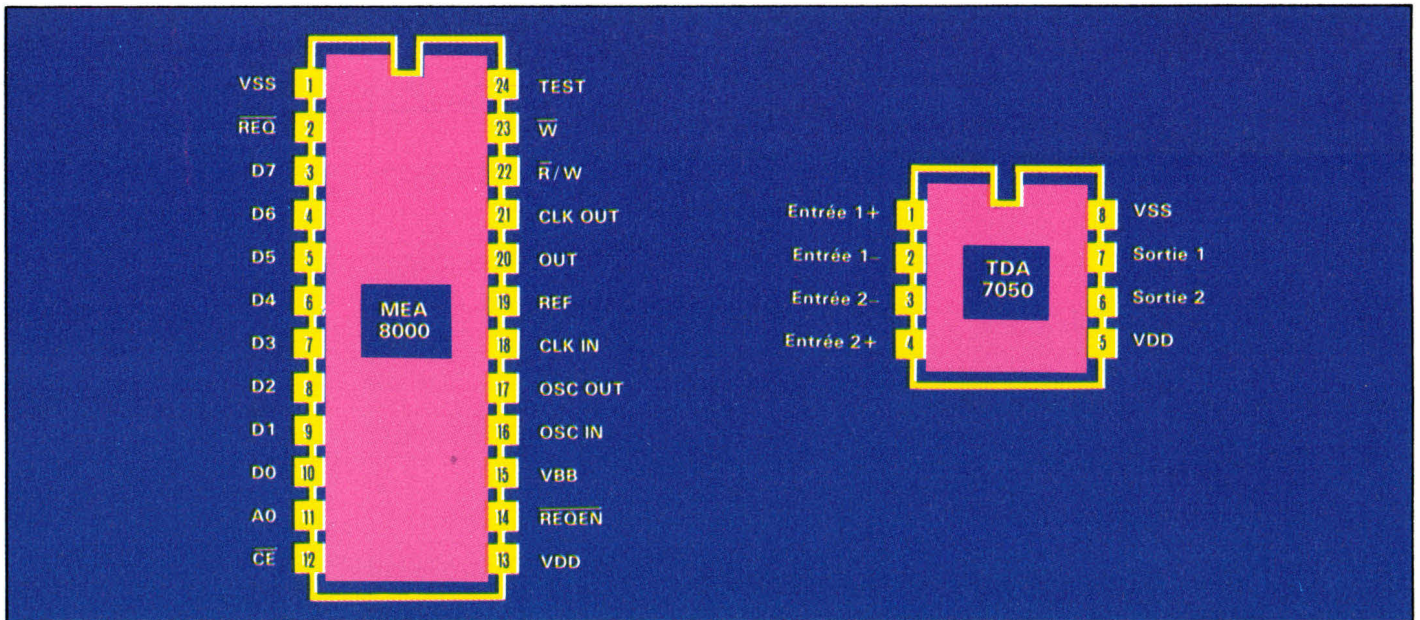 VSS 1
R̅E̅Q̅ 2
D7 3
D6 4
D5 5
D4 6
D3 7
D2 8
D1 9
D0 10
A0 11
C̅E̅ 12
MEA
8000
24 TEST
23 W̅
22 R̅/W
21 CLK OUT
20 OUT
19 REF
18 CLK IN
17 OSC OUT
16 OSC IN
15 VBB
14 R̅E̅Q̅E̅N̅
13 VDD
Entrée 1+ 1
Entrée 1– 2
Entrée 2– 3
Entrée 2+ 4
TDA
7050
8 VSS
7 Sortie 1
6 Sortie 2
5 VDD